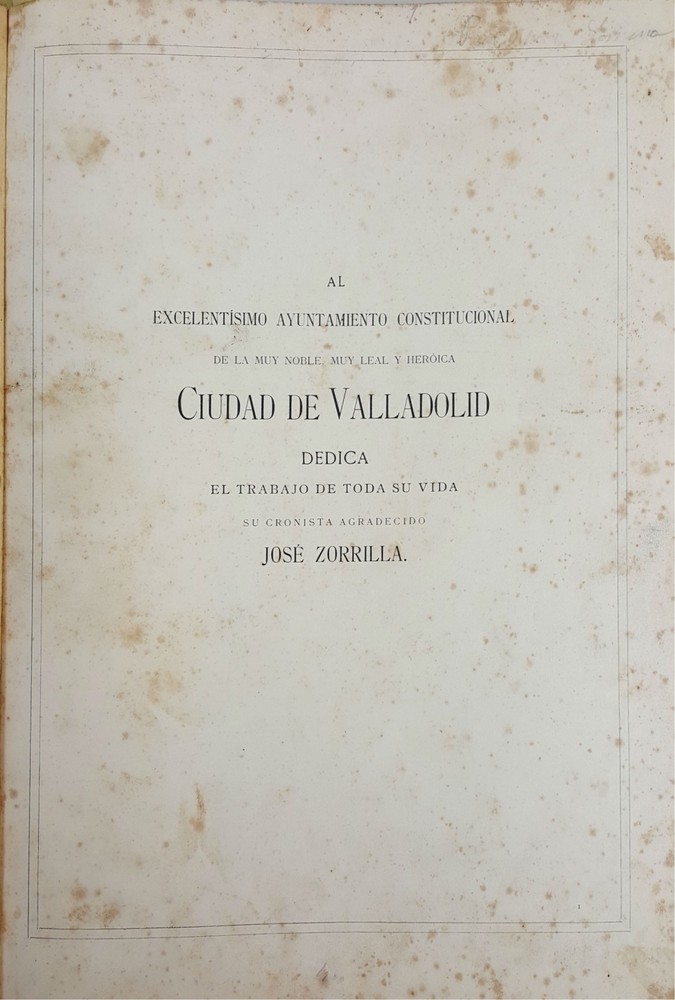 AL
EXCELENTÍSIMO AYUNTAMIENTO CONSTITUCIONAL
DE LA MUY NOBLE, MUY LEAL Y HERÓICA
CIUDAD DE VALLADOLID
DEDICA
EL TRABAJO DE TODA SU VIDA
SU CRONISTA AGRADECIDO
JOSÉ ZORRILLA.